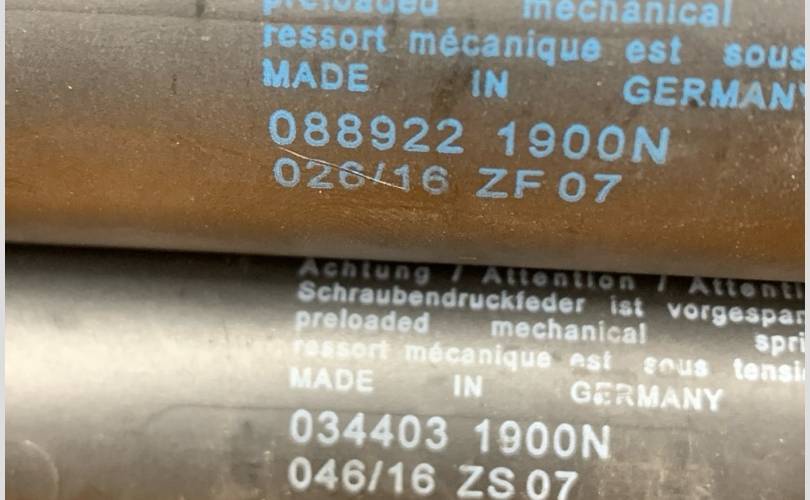 preloaded mechanical
ressort mécanique est sous
MADE IN GERMANY
088922 1900N
026/16 ZF 07
Achtung / Attention / Attenti
Schraubendruckfeder ist vorgespan
preloaded mechanical spri
ressort mécanique est sous tensi
MADE IN GERMANY
034403 1900N
046/16 ZS 07